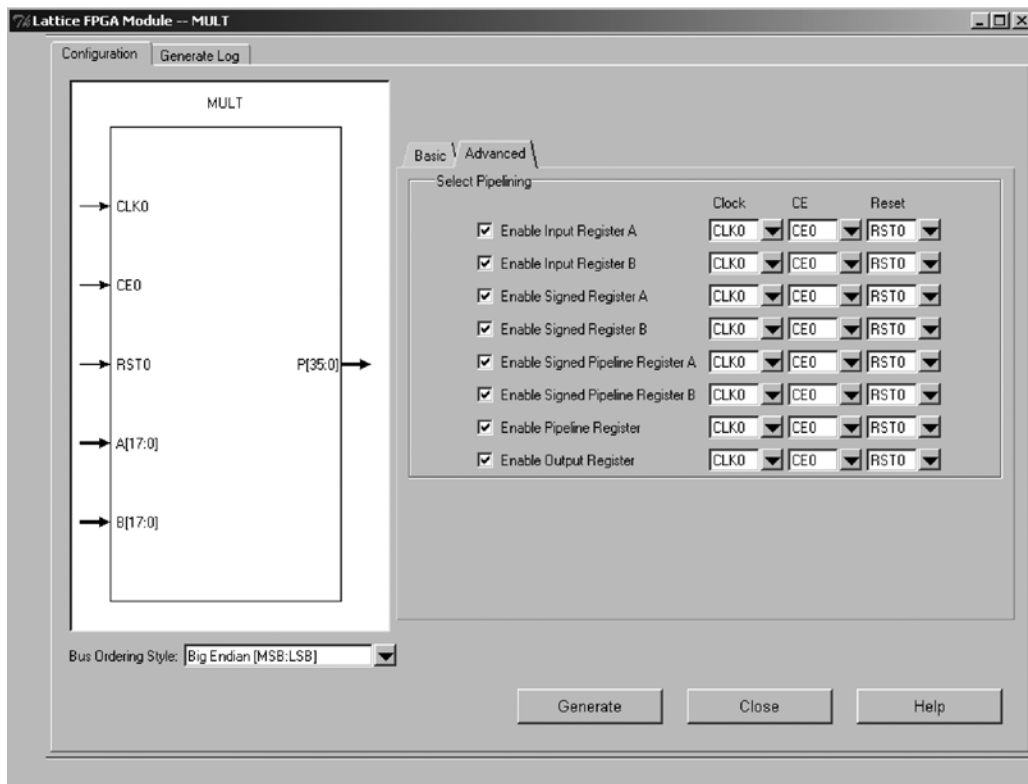 Lattice FPGA Module -- MULT
Configuration
Generate Log
MULT
CLK0
CE0
RST0
P[35:0]
A[17:0]
B[17:0]
Bus Ordering Style: Big Endian [MSB:LSB]
Basic
Advanced
Select Pipelining
Clock CE Reset
Enable Input Register A CLK0 CE0 RST0
Enable Input Register B CLK0 CE0 RST0
Enable Signed Register A CLK0 CE0 RST0
Enable Signed Register B CLK0 CE0 RST0
Enable Signed Pipeline Register A CLK0 CE0 RST0
Enable Signed Pipeline Register B CLK0 CE0 RST0
Enable Pipeline Register CLK0 CE0 RST0
Enable Output Register CLK0 CE0 RST0
Generate Close Help